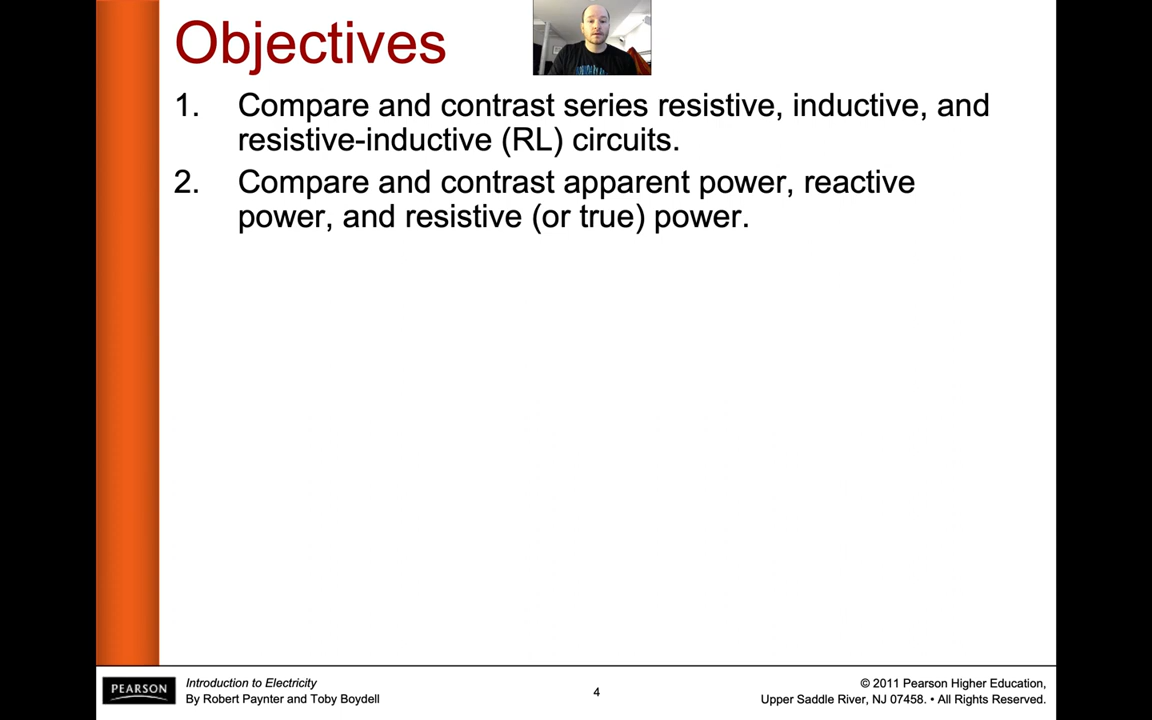 Objectives
1. Compare and contrast series resistive, inductive, and
resistive-inductive (RL) circuits.
2. Compare and contrast apparent power, reactive
power, and resistive (or true) power.
PEARSON
Introduction to Electricity
By Robert Paynter and Toby Boydell
4
© 2011 Pearson Higher Education,
Upper Saddle River, NJ 07458. • All Rights Reserved.